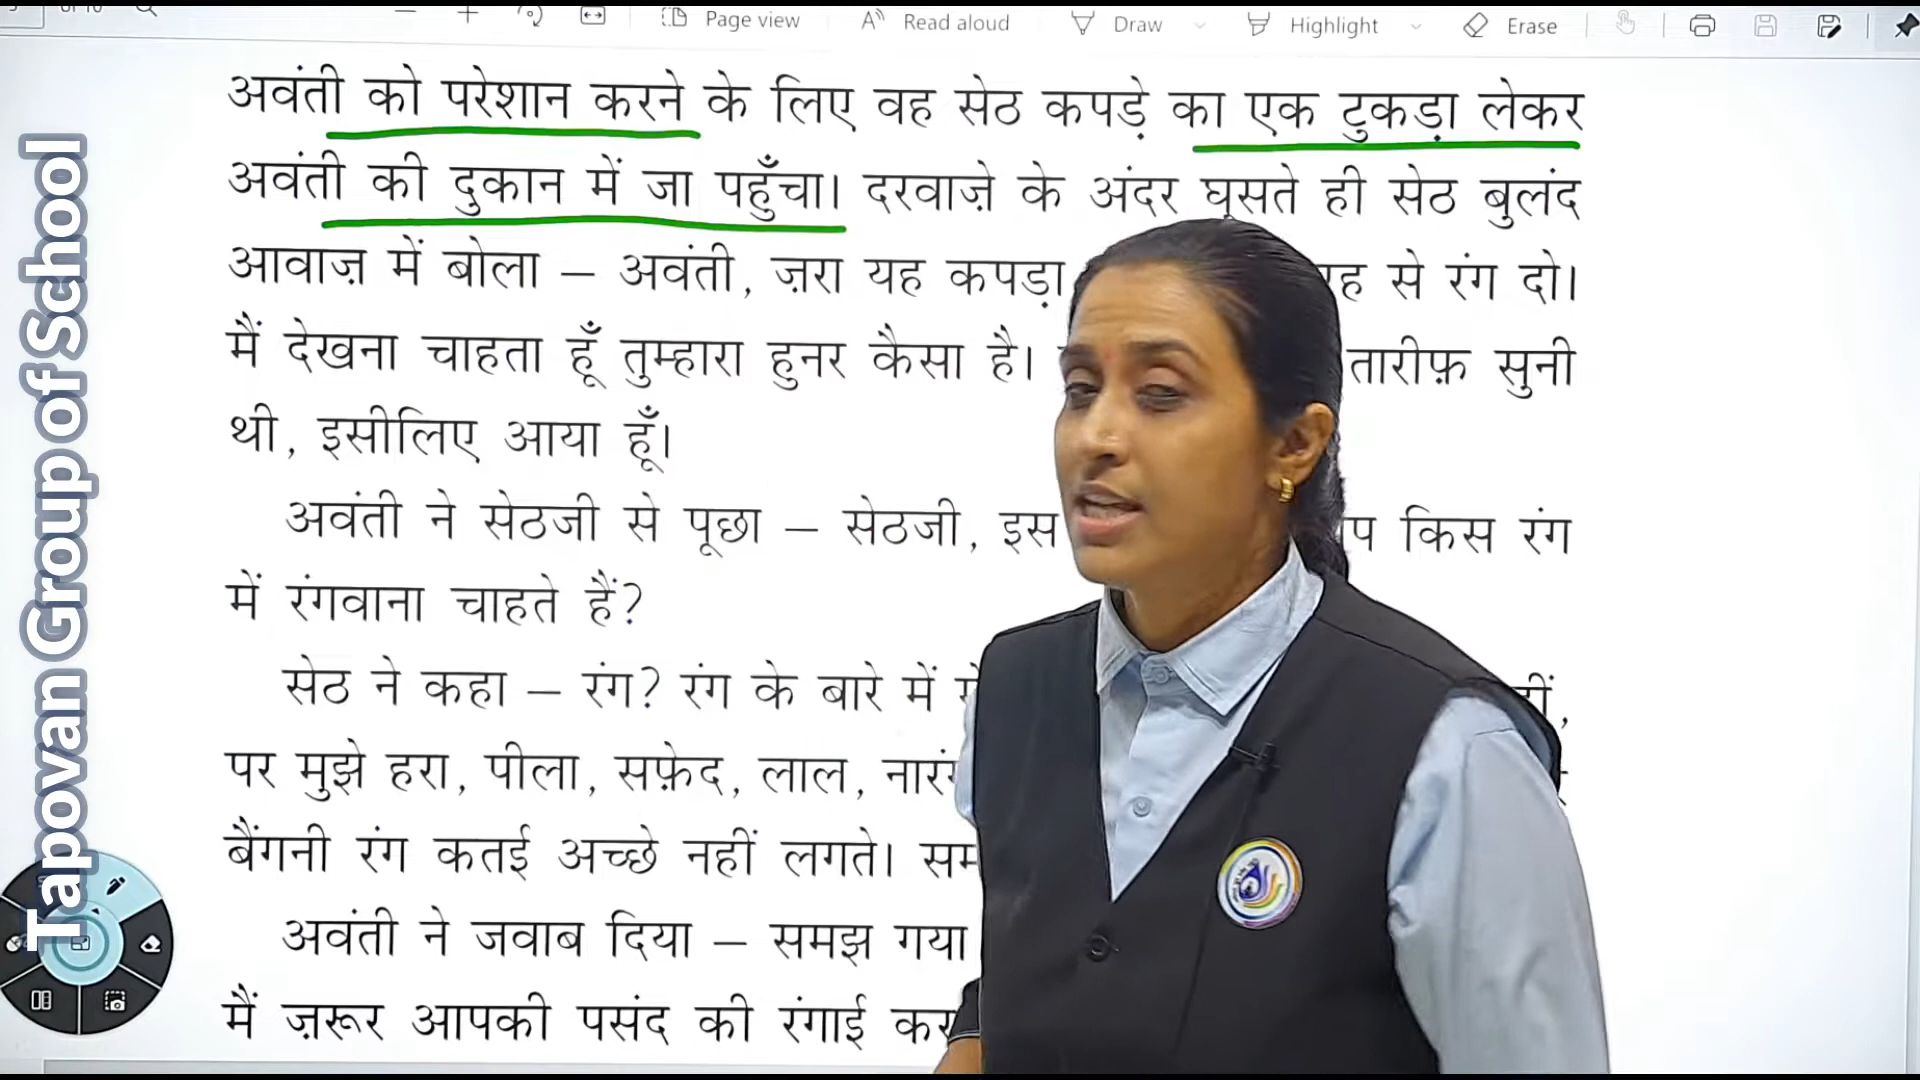 Page view Read aloud Draw Highlight Erase
अवंती को परेशान करने के लिए वह सेठ कपड़े का एक टुकड़ा लेकर
अवंती की दुकान में जा पहुँचा। दरवाज़े के अंदर घुसते ही सेठ बुलंद
आवाज़ में बोला – अवंती, ज़रा यह कपड़ा से रंग दो।
मैं देखना चाहता हूँ तुम्हारा हुनर कैसा है। तारीफ़ सुनी
थी, इसीलिए आया हूँ।
अवंती ने सेठजी से पूछा – सेठजी, इस किस रंग
में रंगवाना चाहते हैं?
सेठ ने कहा – रंग? रंग के बारे में
पर मुझे हरा, पीला, सफ़ेद, लाल,
बैंगनी रंग कतई अच्छे नहीं लगते।
अवंती ने जवाब दिया – समझ गया
मैं ज़रूर आपकी पसंद की रंगाई
Tapovan Group of School